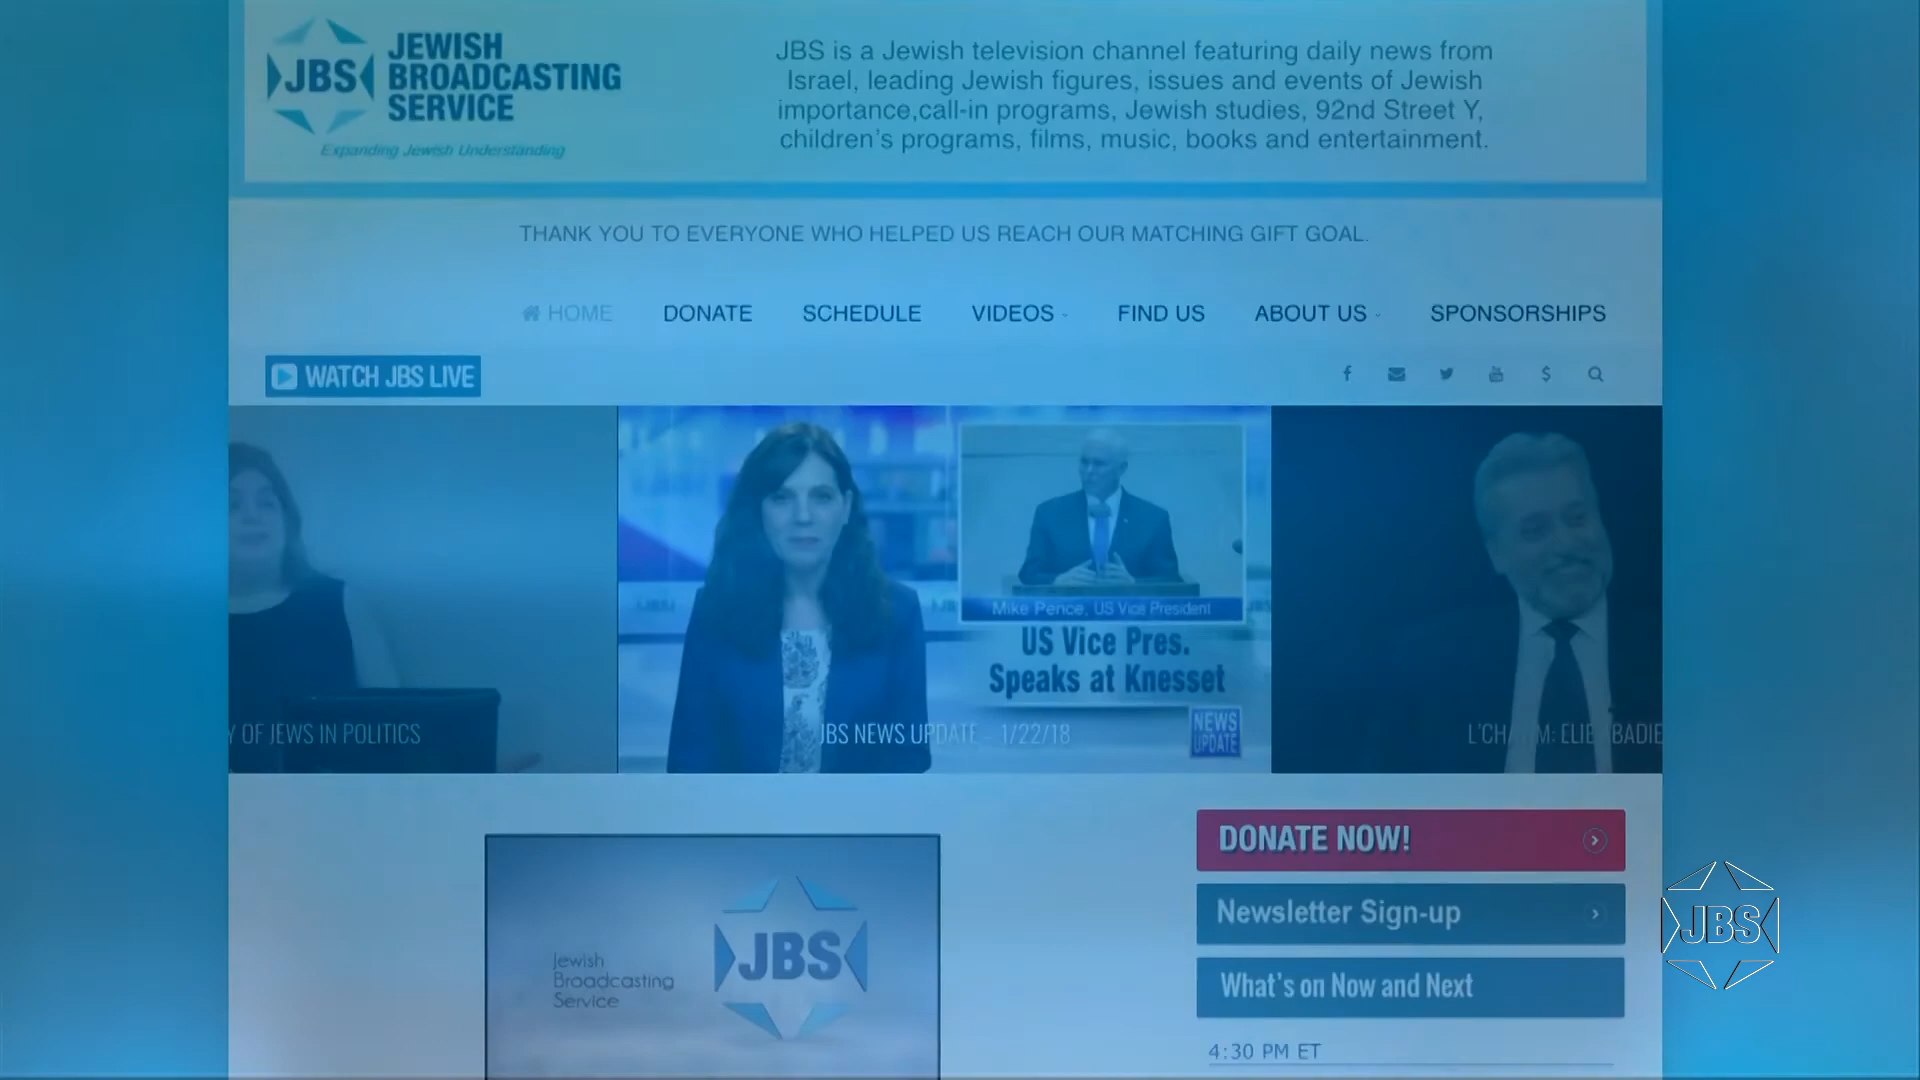 JBS
JEWISH
BROADCASTING
SERVICE
Expanding Jewish Understanding
JBS is a Jewish television channel featuring daily news from
Israel, leading Jewish figures, issues and events of Jewish
importance,call-in programs, Jewish studies, 92nd Street Y,
children's programs, films, music, books and entertainment.
THANK YOU TO EVERYONE WHO HELPED US REACH OUR MATCHING GIFT GOAL.
HOME DONATE SCHEDULE VIDEOS FIND US ABOUT US SPONSORSHIPS
WATCH JBS LIVE
Mike Pence, US Vice President
US Vice Pres.
Speaks at Knesset
NEWS
UPDATE
Y OF JEWS IN POLITICS
JBS NEWS UPDATE - 1/22/18
L'CHAIM: ELIE ABADIE
Jewish
Broadcasting
Service
JBS
DONATE NOW!
Newsletter Sign-up
What's on Now and Next
4:30 PM ET
JBS